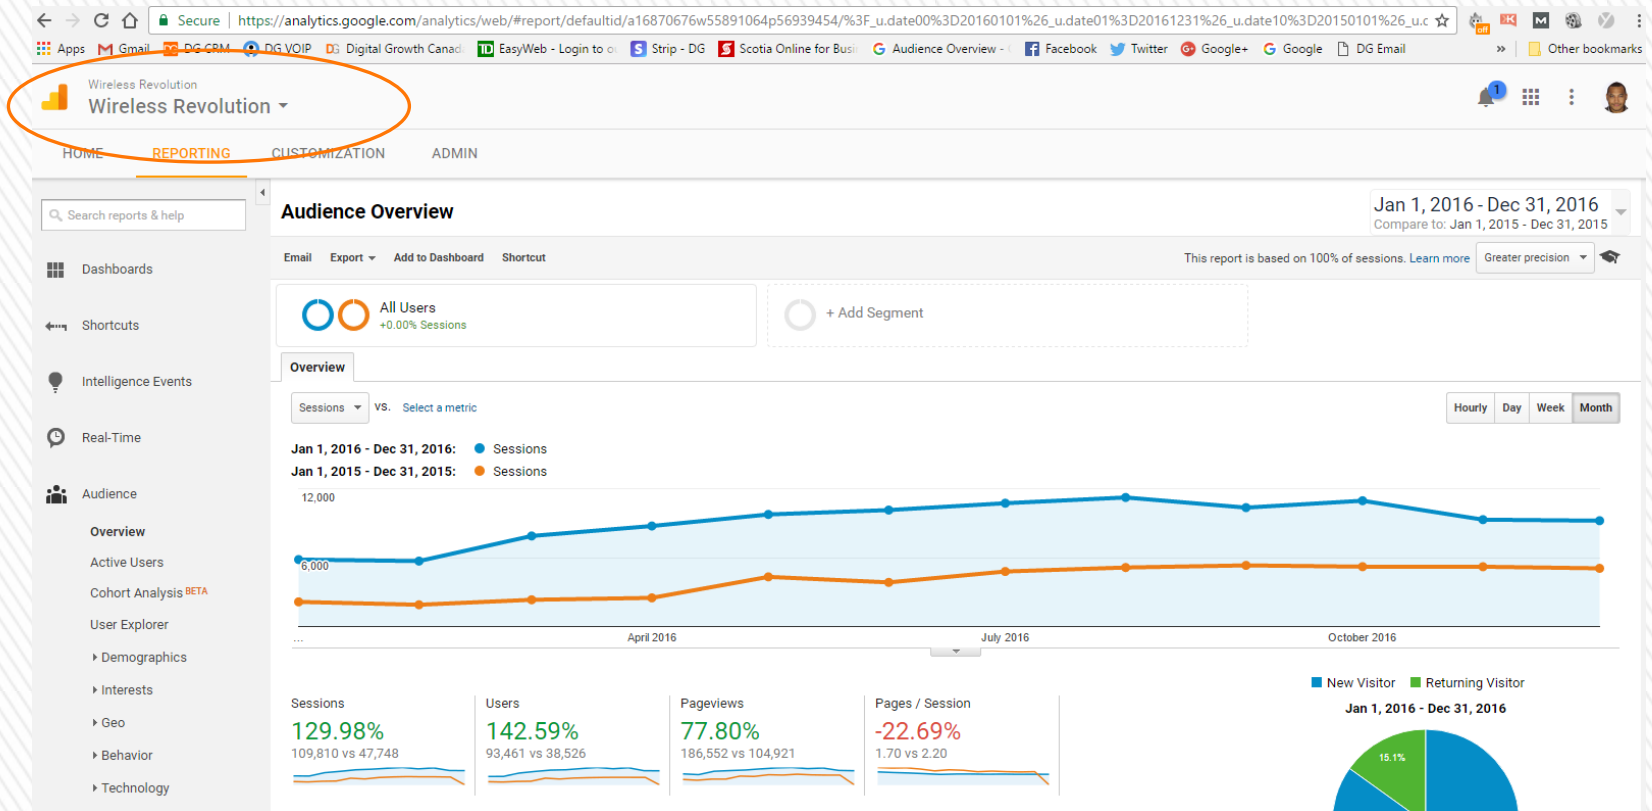 Secure https://analytics.google.com/analytics/web/#report/defaultid/a16870676w55891064p56939454/%3F_u.date00%3D20160101%26_u.date01%3D20161231%26_u.date10%3D20150101%26_u.c
off
Apps Gmail DG CRM DG VOIP Digital Growth Canad EasyWeb - Login to o Strip - DG Scotia Online for Busi Audience Overview - Facebook Twitter Google+ Google DG Email » Other bookmarks
Wireless Revolution
Wireless Revolution
1
HOME REPORTING CUSTOMIZATION ADMIN
Search reports & help
Dashboards
Shortcuts
Intelligence Events
Real-Time
Audience
Overview
Active Users
Cohort Analysis BETA
User Explorer
Demographics
Interests
Geo
Behavior
Technology
Audience Overview
Jan 1, 2016 - Dec 31, 2016
Compare to: Jan 1, 2015 - Dec 31, 2015
Email Export Add to Dashboard Shortcut
This report is based on 100% of sessions. Learn more Greater precision
All Users
+0.00% Sessions
+ Add Segment
Overview
Sessions VS. Select a metric
Hourly Day Week Month
Jan 1, 2016 - Dec 31, 2016: Sessions
Jan 1, 2015 - Dec 31, 2015: Sessions
12,000
6,000
... April 2016 July 2016 October 2016
Sessions
129.98%
109,810 vs 47,748
Users
142.59%
93,461 vs 38,526
Pageviews
77.80%
186,552 vs 104,921
Pages / Session
-22.69%
1.70 vs 2.20
New Visitor Returning Visitor
Jan 1, 2016 - Dec 31, 2016
15.1%